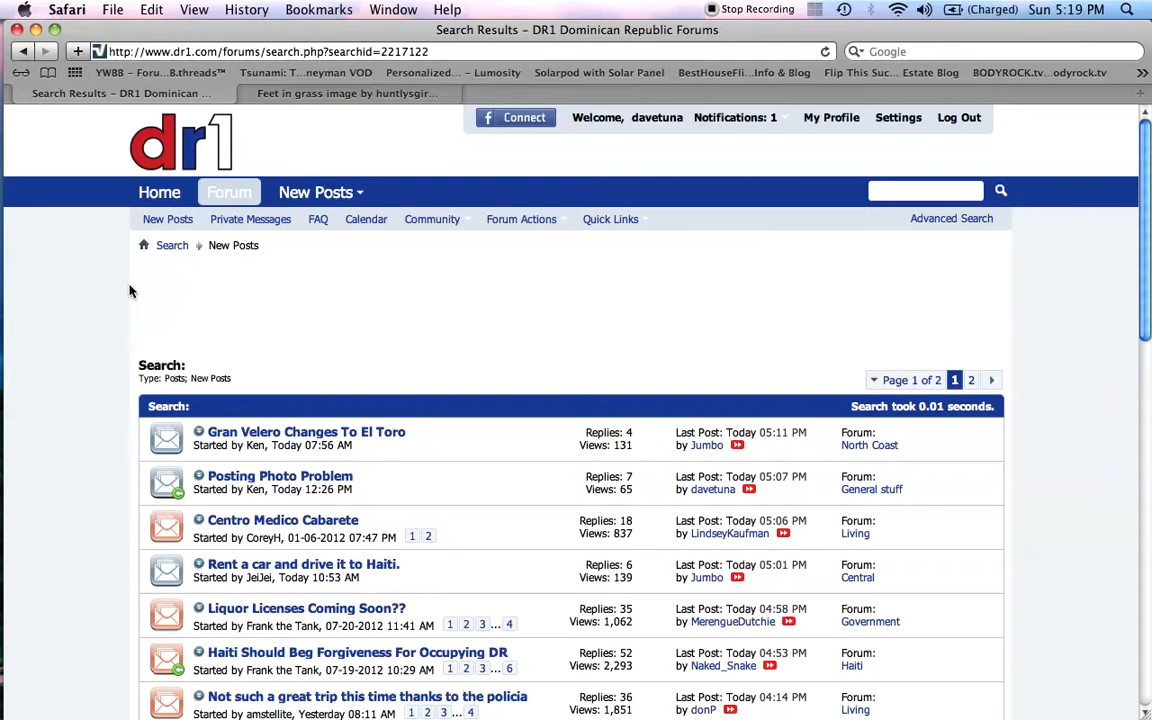 Safari File Edit View History Bookmarks Window Help Stop Recording (Charged) Sun 5:19 PM
Search Results – DR1 Dominican Republic Forums
http://www.dr1.com/forums/search.php?searchid=2217122 Google
YWBB – Foru...B.threads™ Tsunami: T...neyman VOD Personalized... – Lumosity Solarpod with Solar Panel BestHouseFli...Info & Blog Flip This Suc... Estate Blog BODYROCK.tv...odyrock.tv
Search Results – DR1 Dominican ... Feet in grass image by huntlysgir...
f Connect Welcome, davetuna Notifications: 1 My Profile Settings Log Out
dr1
Home Forum New Posts
New Posts Private Messages FAQ Calendar Community Forum Actions Quick Links Advanced Search
Search New Posts
Search:
Type: Posts; New Posts
Page 1 of 2 1 2
Search: Search took 0.01 seconds.
Gran Velero Changes To El Toro Replies: 4 Last Post: Today 05:11 PM Forum:
Started by Ken, Today 07:56 AM Views: 131 by Jumbo North Coast
Posting Photo Problem Replies: 7 Last Post: Today 05:07 PM Forum:
Started by Ken, Today 12:26 PM Views: 65 by davetuna General stuff
Centro Medico Cabarete Replies: 18 Last Post: Today 05:06 PM Forum:
Started by CoreyH, 01-06-2012 07:47 PM 1 2 Views: 837 by LindseyKaufman Living
Rent a car and drive it to Haiti. Replies: 6 Last Post: Today 05:01 PM Forum:
Started by JeiJei, Today 10:53 AM Views: 139 by Jumbo Central
Liquor Licenses Coming Soon?? Replies: 35 Last Post: Today 04:58 PM Forum:
Started by Frank the Tank, 07-20-2012 11:41 AM 1 2 3 ... 4 Views: 1,062 by MerengueDutchie Government
Haiti Should Beg Forgiveness For Occupying DR Replies: 52 Last Post: Today 04:53 PM Forum:
Started by Frank the Tank, 07-19-2012 10:29 AM 1 2 3 ... 6 Views: 2,293 by Naked_Snake Haiti
Not such a great trip this time thanks to the policia Replies: 36 Last Post: Today 04:14 PM Forum:
Started by amstellite, Yesterday 08:11 AM 1 2 3 ... 4 Views: 1,851 by donP Living